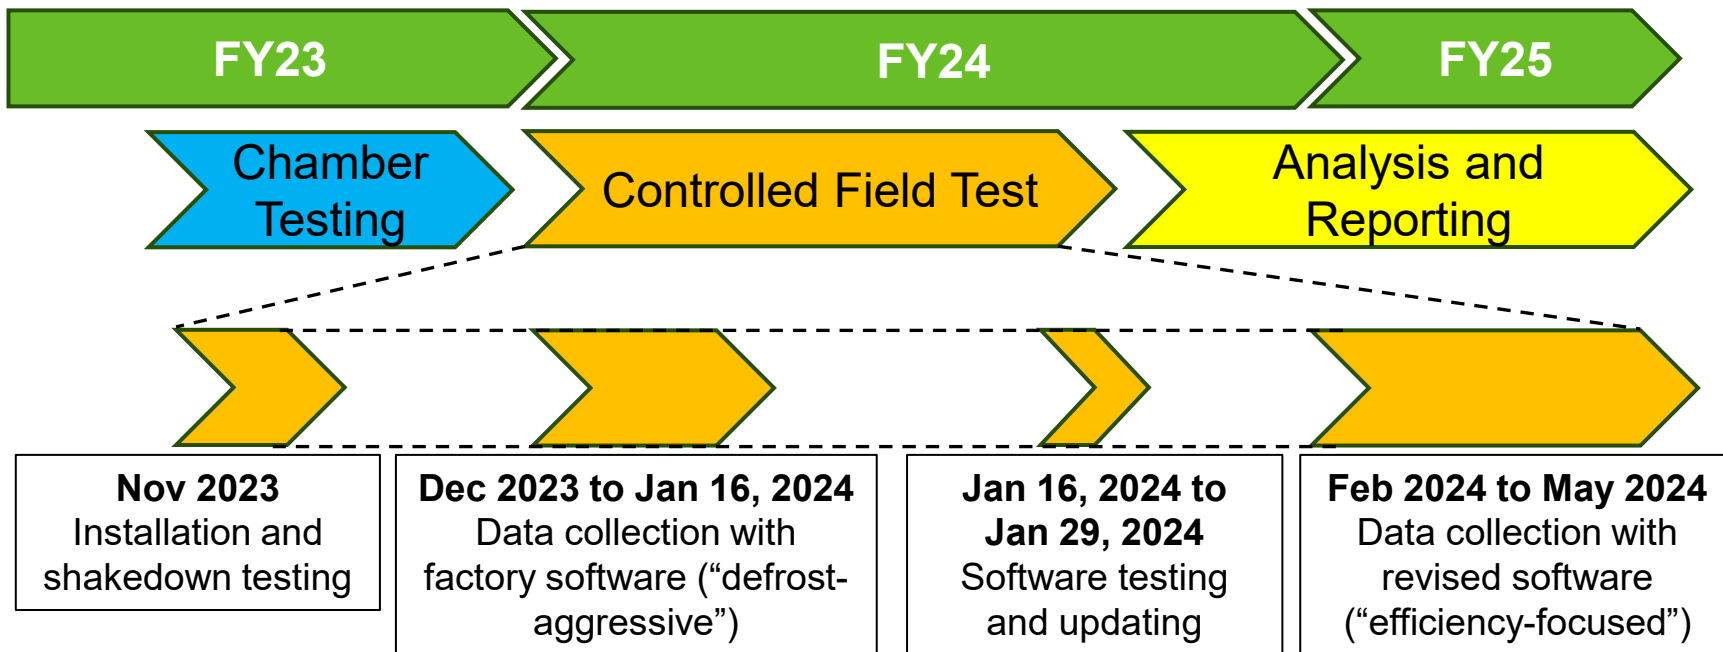 FY23
FY24
FY25
Chamber
Testing
Controlled Field Test
Analysis and
Reporting
Nov 2023
Installation and
shakedown testing
Dec 2023 to Jan 16, 2024
Data collection with
factory software (“defrost-
aggressive”)
Jan 16, 2024 to
Jan 29, 2024
Software testing
and updating
Feb 2024 to May 2024
Data collection with
revised software
(“efficiency-focused”)